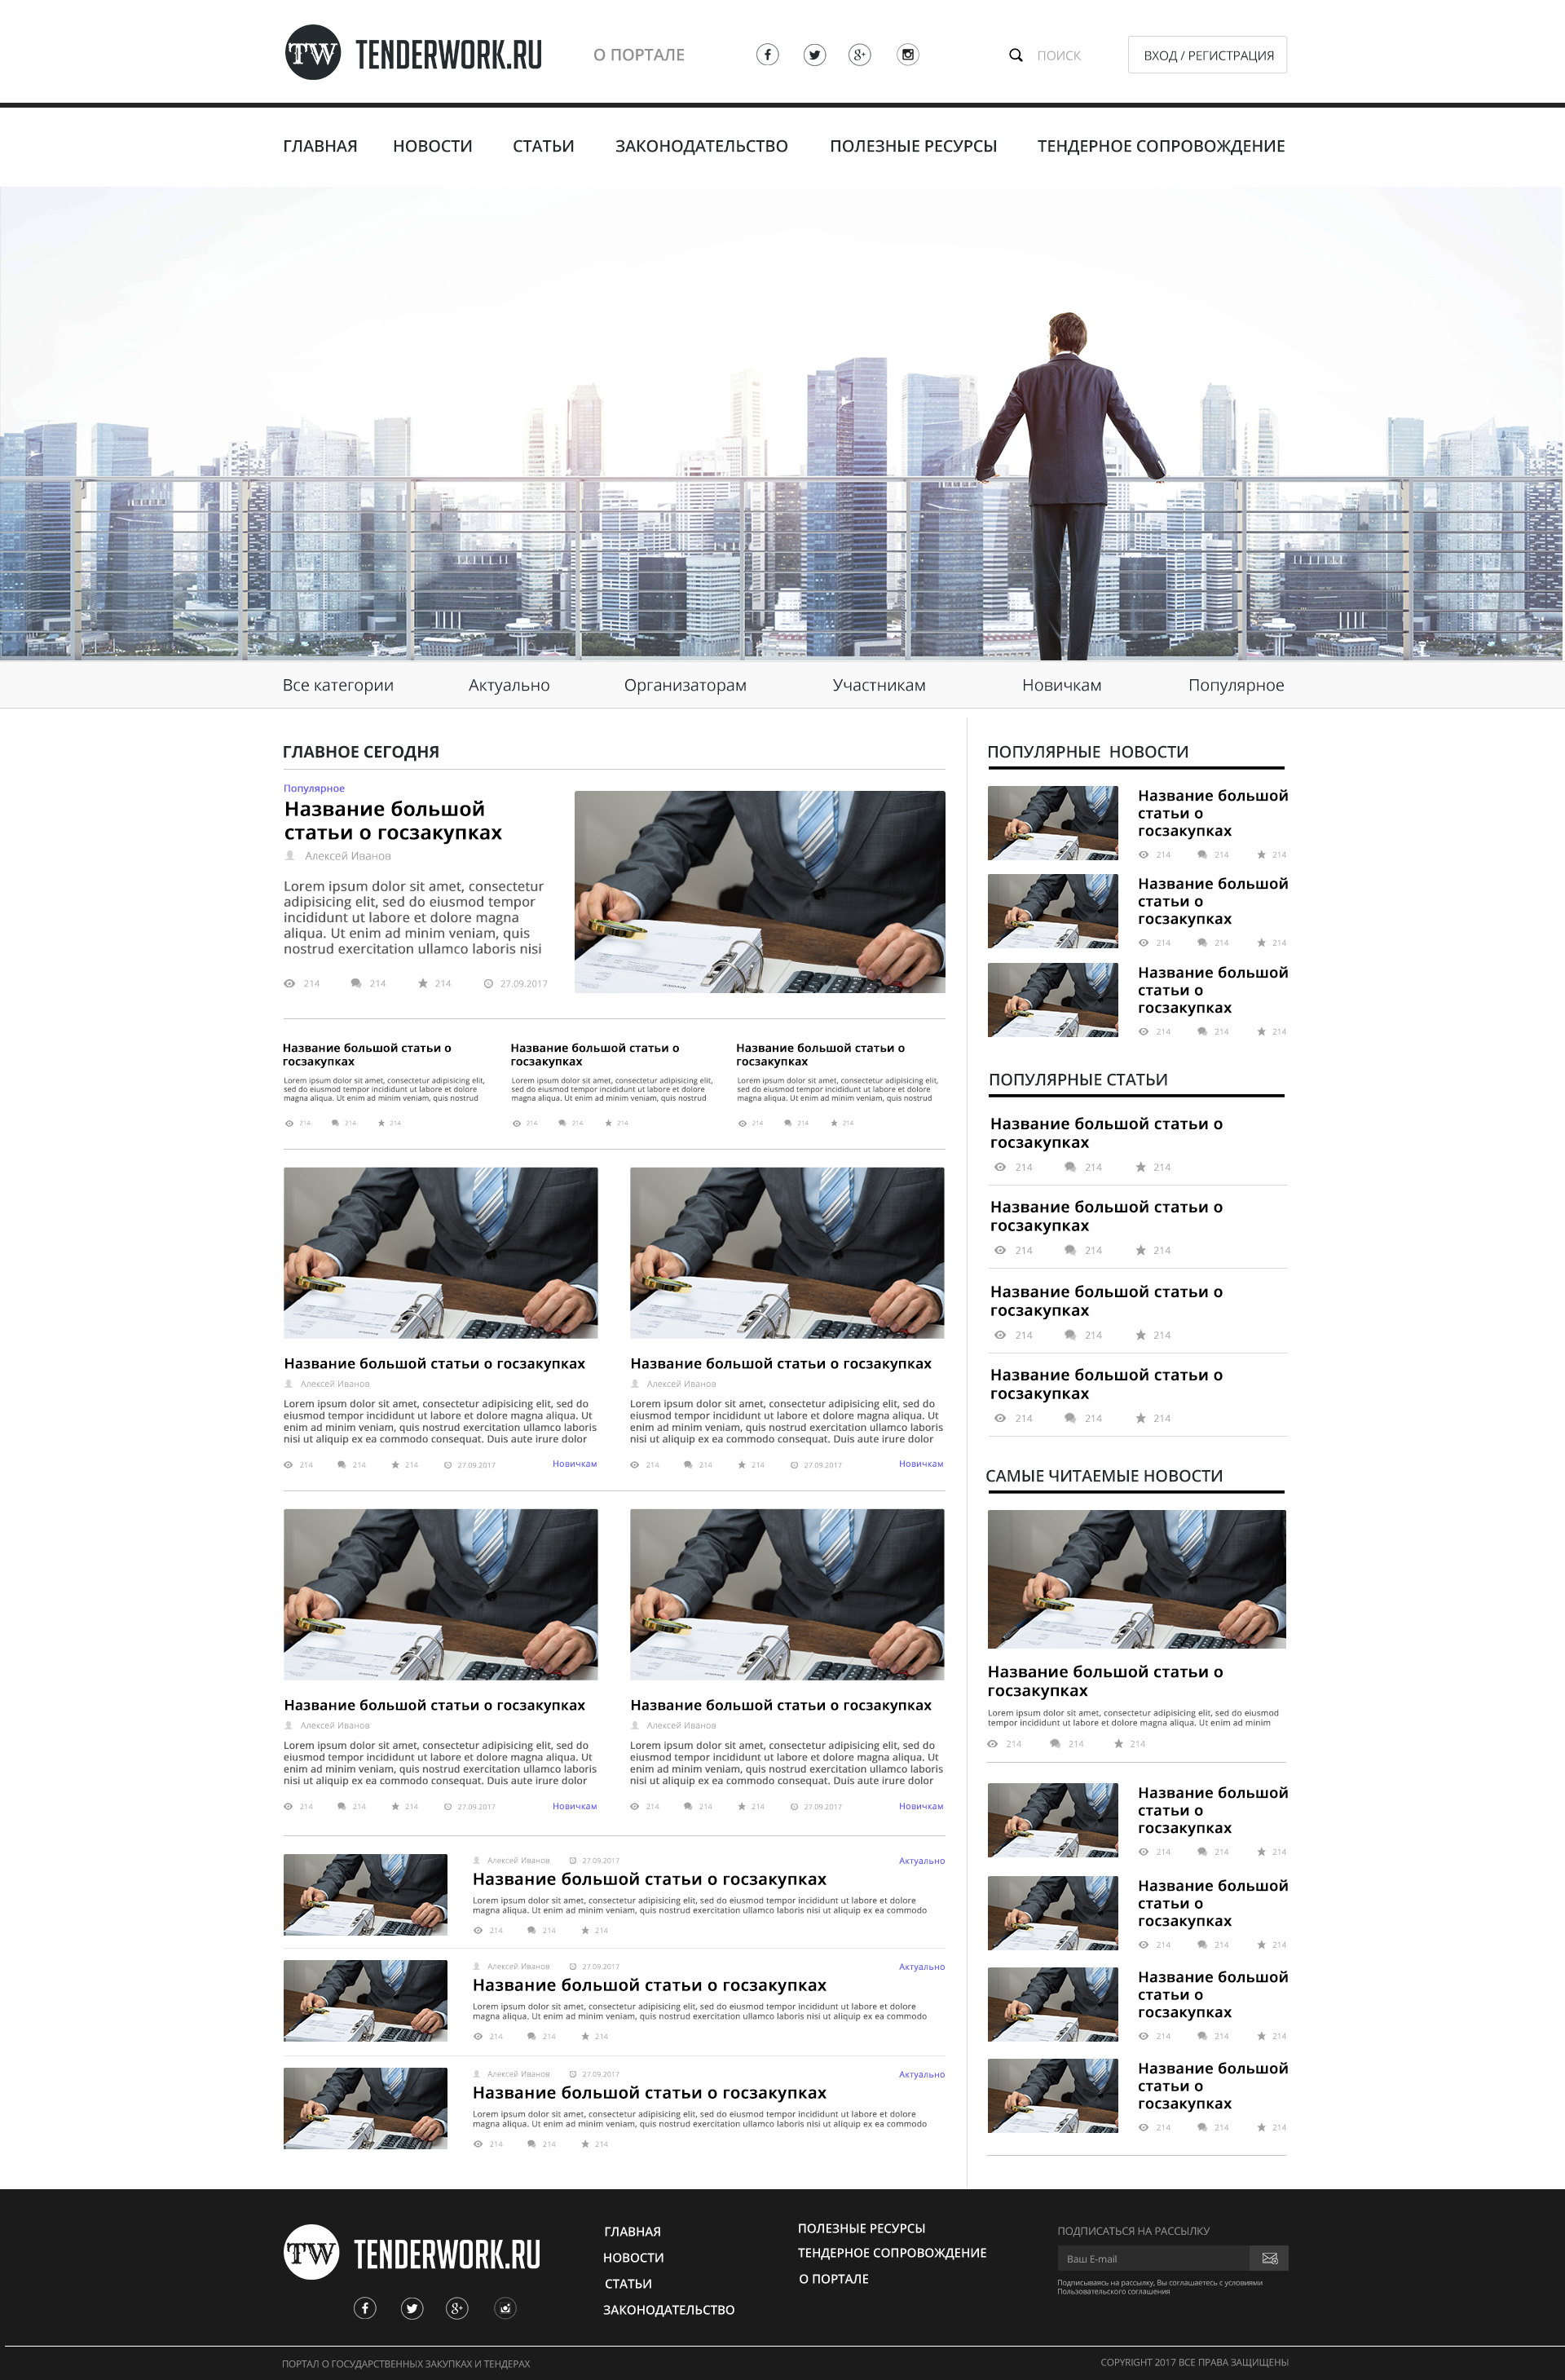 TW TENDERWORK.RU
О ПОРТАЛЕ
ПОИСК
ВХОД / РЕГИСТРАЦИЯ
ГЛАВНАЯ НОВОСТИ СТАТЬИ ЗАКОНОДАТЕЛЬСТВО ПОЛЕЗНЫЕ РЕСУРСЫ ТЕНДЕРНОЕ СОПРОВОЖДЕНИЕ
Все категории Актуально Организаторам Участникам Новичкам Популярное
ГЛАВНОЕ СЕГОДНЯ
Популярное
Название большой
статьи о госзакупках
Алексей Иванов
Lorem ipsum dolor sit amet, consectetur
adipisicing elit, sed do eiusmod tempor
incididunt ut labore et dolore magna
aliqua. Ut enim ad minim veniam, quis
nostrud exercitation ullamco laboris nisi
214 214 214 27.09.2017
Название большой статьи о
госзакупках
Lorem ipsum dolor sit amet, consectetur adipisicing elit,
sed do eiusmod tempor incididunt ut labore et dolore
magna aliqua. Ut enim ad minim veniam, quis nostrud
214 214 214
Название большой статьи о
госзакупках
Lorem ipsum dolor sit amet, consectetur adipisicing elit,
sed do eiusmod tempor incididunt ut labore et dolore
magna aliqua. Ut enim ad minim veniam, quis nostrud
214 214 214
Название большой статьи о
госзакупках
Lorem ipsum dolor sit amet, consectetur adipisicing elit,
sed do eiusmod tempor incididunt ut labore et dolore
magna aliqua. Ut enim ad minim veniam, quis nostrud
214 214 214
Название большой статьи о госзакупках
Алексей Иванов
Lorem ipsum dolor sit amet, consectetur adipisicing elit, sed do
eiusmod tempor incididunt ut labore et dolore magna aliqua. Ut
enim ad minim veniam, quis nostrud exercitation ullamco laboris
nisi ut aliquip ex ea commodo consequat. Duis aute irure dolor
214 214 214 27.09.2017 Новичкам
Название большой статьи о госзакупках
Алексей Иванов
Lorem ipsum dolor sit amet, consectetur adipisicing elit, sed do
eiusmod tempor incididunt ut labore et dolore magna aliqua. Ut
enim ad minim veniam, quis nostrud exercitation ullamco laboris
nisi ut aliquip ex ea commodo consequat. Duis aute irure dolor
214 214 214 27.09.2017 Новичкам
Название большой статьи о госзакупках
Алексей Иванов
Lorem ipsum dolor sit amet, consectetur adipisicing elit, sed do
eiusmod tempor incididunt ut labore et dolore magna aliqua. Ut
enim ad minim veniam, quis nostrud exercitation ullamco laboris
nisi ut aliquip ex ea commodo consequat. Duis aute irure dolor
214 214 214 27.09.2017 Новичкам
Название большой статьи о госзакупках
Алексей Иванов
Lorem ipsum dolor sit amet, consectetur adipisicing elit, sed do
eiusmod tempor incididunt ut labore et dolore magna aliqua. Ut
enim ad minim veniam, quis nostrud exercitation ullamco laboris
nisi ut aliquip ex ea commodo consequat. Duis aute irure dolor
214 214 214 27.09.2017 Новичкам
Алексей Иванов 27.09.2017 Актуально
Название большой статьи о госзакупках
Lorem ipsum dolor sit amet, consectetur adipisicing elit, sed do eiusmod tempor incididunt ut labore et dolore
magna aliqua. Ut enim ad minim veniam, quis nostrud exercitation ullamco laboris nisi ut aliquip ex ea commodo
214 214 214
Алексей Иванов 27.09.2017 Актуально
Название большой статьи о госзакупках
Lorem ipsum dolor sit amet, consectetur adipisicing elit, sed do eiusmod tempor incididunt ut labore et dolore
magna aliqua. Ut enim ad minim veniam, quis nostrud exercitation ullamco laboris nisi ut aliquip ex ea commodo
214 214 214
Алексей Иванов 27.09.2017 Актуально
Название большой статьи о госзакупках
Lorem ipsum dolor sit amet, consectetur adipisicing elit, sed do eiusmod tempor incididunt ut labore et dolore
magna aliqua. Ut enim ad minim veniam, quis nostrud exercitation ullamco laboris nisi ut aliquip ex ea commodo
214 214 214
ПОПУЛЯРНЫЕ НОВОСТИ
Название большой
статьи о
госзакупках
214 214 214
Название большой
статьи о
госзакупках
214 214 214
Название большой
статьи о
госзакупках
214 214 214
ПОПУЛЯРНЫЕ СТАТЬИ
Название большой статьи о
госзакупках
214 214 214
Название большой статьи о
госзакупках
214 214 214
Название большой статьи о
госзакупках
214 214 214
Название большой статьи о
госзакупках
214 214 214
САМЫЕ ЧИТАЕМЫЕ НОВОСТИ
Название большой статьи о
госзакупках
Lorem ipsum dolor sit amet, consectetur adipisicing elit, sed do eiusmod
tempor incididunt ut labore et dolore magna aliqua. Ut enim ad minim
214 214 214
Название большой
статьи о
госзакупках
214 214 214
Название большой
статьи о
госзакупках
214 214 214
Название большой
статьи о
госзакупках
214 214 214
Название большой
статьи о
госзакупках
214 214 214
TW TENDERWORK.RU
ГЛАВНАЯ
НОВОСТИ
СТАТЬИ
ЗАКОНОДАТЕЛЬСТВО
ПОЛЕЗНЫЕ РЕСУРСЫ
ТЕНДЕРНОЕ СОПРОВОЖДЕНИЕ
О ПОРТАЛЕ
ПОДПИСАТЬСЯ НА РАССЫЛКУ
Ваш E-mail
Подписываясь на рассылку, Вы соглашаетесь с условиями
Пользовательского соглашения
ПОРТАЛ О ГОСУДАРСТВЕННЫХ ЗАКУПКАХ И ТЕНДЕРАХ
COPYRIGHT 2017 ВСЕ ПРАВА ЗАЩИЩЕНЫ